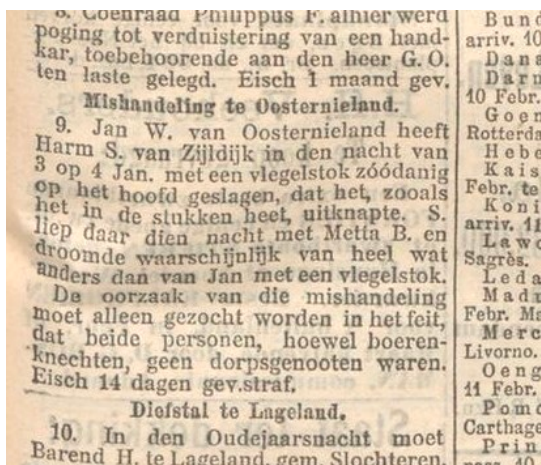 8. Coenraad Philippus F. alhier werd
poging tot verduistering van een hand-
kar, toebehoorende aan den heer G. O.
ten laste gelegd. Eisch 1 maand gev.
Mishandeling te Oosternieland.
9. Jan W. van Oosternieland heeft
Harm S. van Zijldijk in den nacht van
3 op 4 Jan. met een vlegelstok zóódanig
op het hoofd geslagen, dat het, zooals
het in de stukken heet, uitknapte. S.
liep daar dien nacht met Metta B. en
droomde waarschijnlijk van heel wat
anders dan van Jan met een vlegelstok.
De oorzaak van die mishandeling
moet alleen gezocht worden in het feit,
dat beide personen, hoewel boeren-
knechten, geen dorpsgenooten waren.
Eisch 14 dagen gev.straf.
Diefstal te Lageland.
10. In den Oudejaarsnacht moet
Barend H. te Lageland, gem. Slochteren,
Bund
arriv. 10
Dana
Darm
10 Febr.
Goen
Rotterda
Hebe
Kais
Febr. te
Koni
arriv. 11
Lawo
Sagrès.
Leda
Madu
Febr. Ma
Merc
Livorno.
Oeng
11 Febr.
Pomo
Carthage
Prin